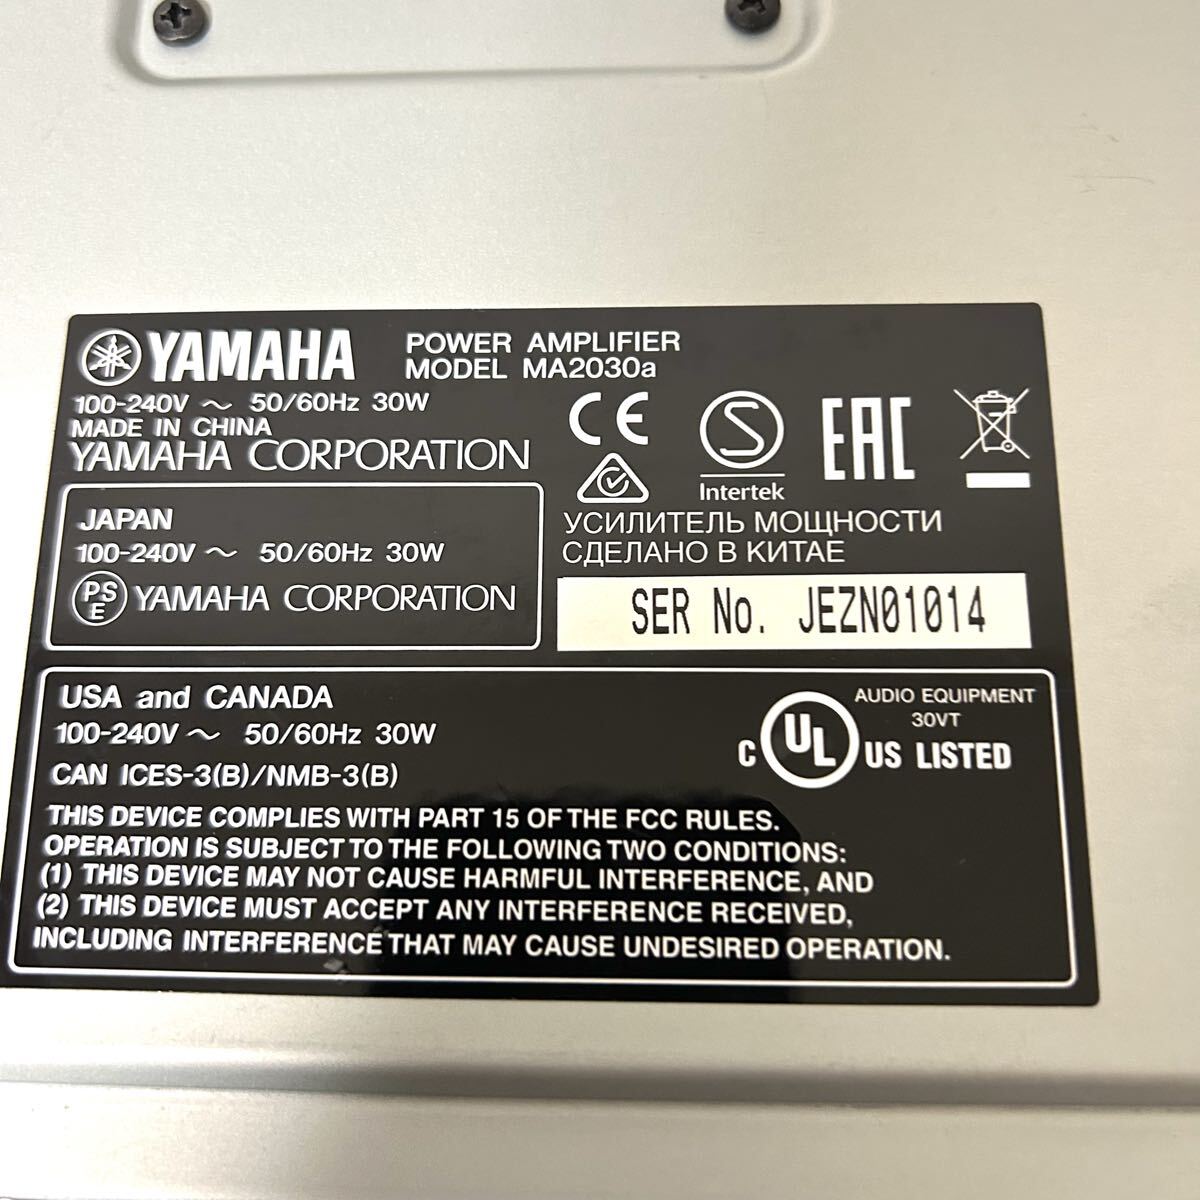 YAMAHA
POWER AMPLIFIER
MODEL MA2030a
100-240V ～ 50/60Hz 30W
MADE IN CHINA
YAMAHA CORPORATION
CE
Intertek
EAC
УСИЛИТЕЛЬ МОЩНОСТИ
СДЕЛАНО В КИТАЕ
JAPAN
100-240V ～ 50/60Hz 30W
PS E YAMAHA CORPORATION
SER No. JEZN01014
USA and CANADA
100-240V ～ 50/60Hz 30W
CAN ICES-3(B)/NMB-3(B)
AUDIO EQUIPMENT
30VT
C UL US LISTED
THIS DEVICE COMPLIES WITH PART 15 OF THE FCC RULES.
OPERATION IS SUBJECT TO THE FOLLOWING TWO CONDITIONS:
(1) THIS DEVICE MAY NOT CAUSE HARMFUL INTERFERENCE, AND
(2) THIS DEVICE MUST ACCEPT ANY INTERFERENCE RECEIVED,
INCLUDING INTERFERENCE THAT MAY CAUSE UNDESIRED OPERATION.